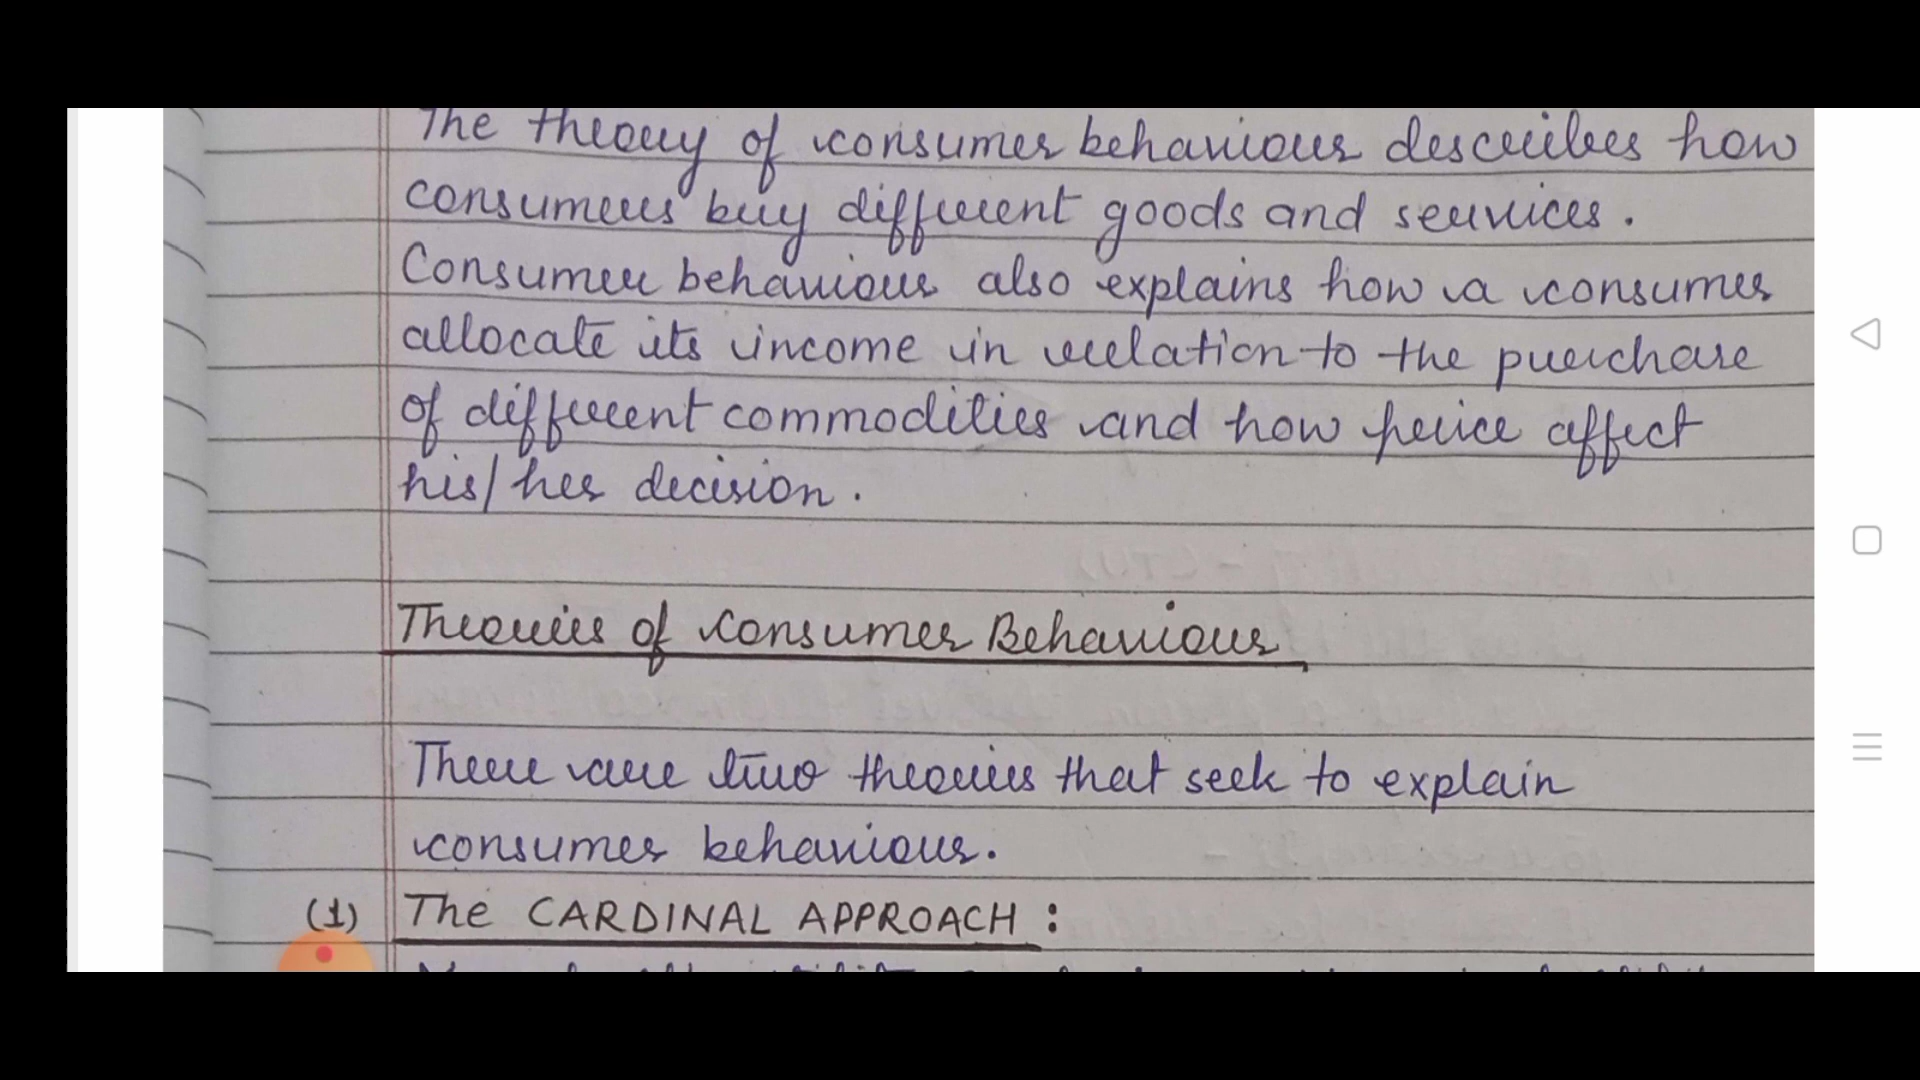 The theory of consumer behaviour describes how
consumers buy different goods and services.
Consumer behaviour also explains how a consumer
allocate its income in relation to the purchase
of different commodities and how price affect
his/her decision.
Theories of Consumer Behaviour
There are two theories that seek to explain
consumer behaviour.
(1) The CARDINAL APPROACH: